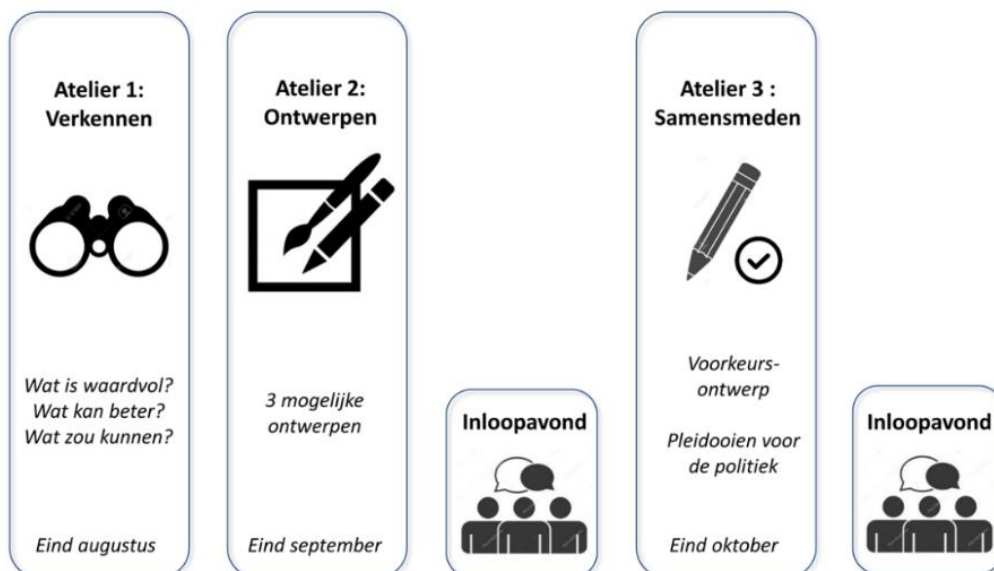 Atelier 1:
Verkennen
Wat is waardvol?
Wat kan beter?
Wat zou kunnen?
Eind augustus
Atelier 2:
Ontwerpen
3 mogelijke
ontwerpen
Eind september
Inloopavond
Atelier 3 :
Samensmeden
Voorkeurs-
ontwerp
Pleidooien voor
de politiek
Eind oktober
Inloopavond